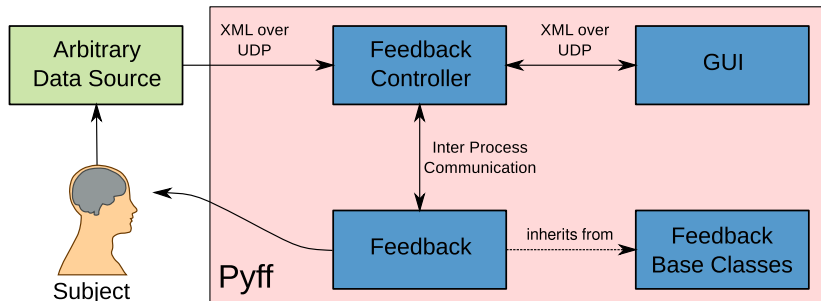 Arbitrary
Data Source
XML over
UDP
Feedback
Controller
XML over
UDP
GUI
Inter Process
Communication
Feedback
inherits from
Feedback
Base Classes
Pyff
Subject